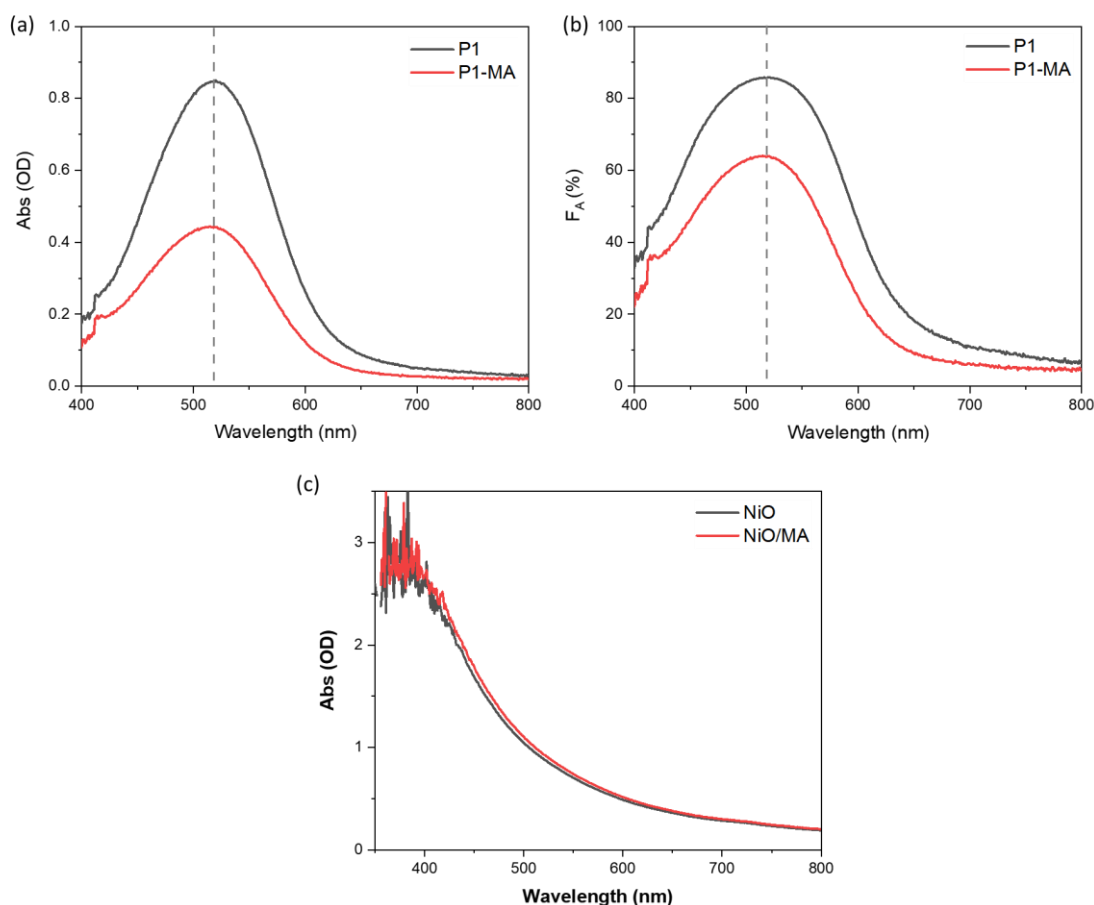 (a)
P1
P1-MA
Abs (OD)
1.0
0.8
0.6
0.4
0.2
0.0
400 500 600 700 800
Wavelength (nm)
(b)
P1
P1-MA
F_A (%)
100
80
60
40
20
0
400 500 600 700 800
Wavelength (nm)
(c)
NiO
NiO/MA
Abs (OD)
3
2
1
0
400 500 600 700 800
Wavelength (nm)